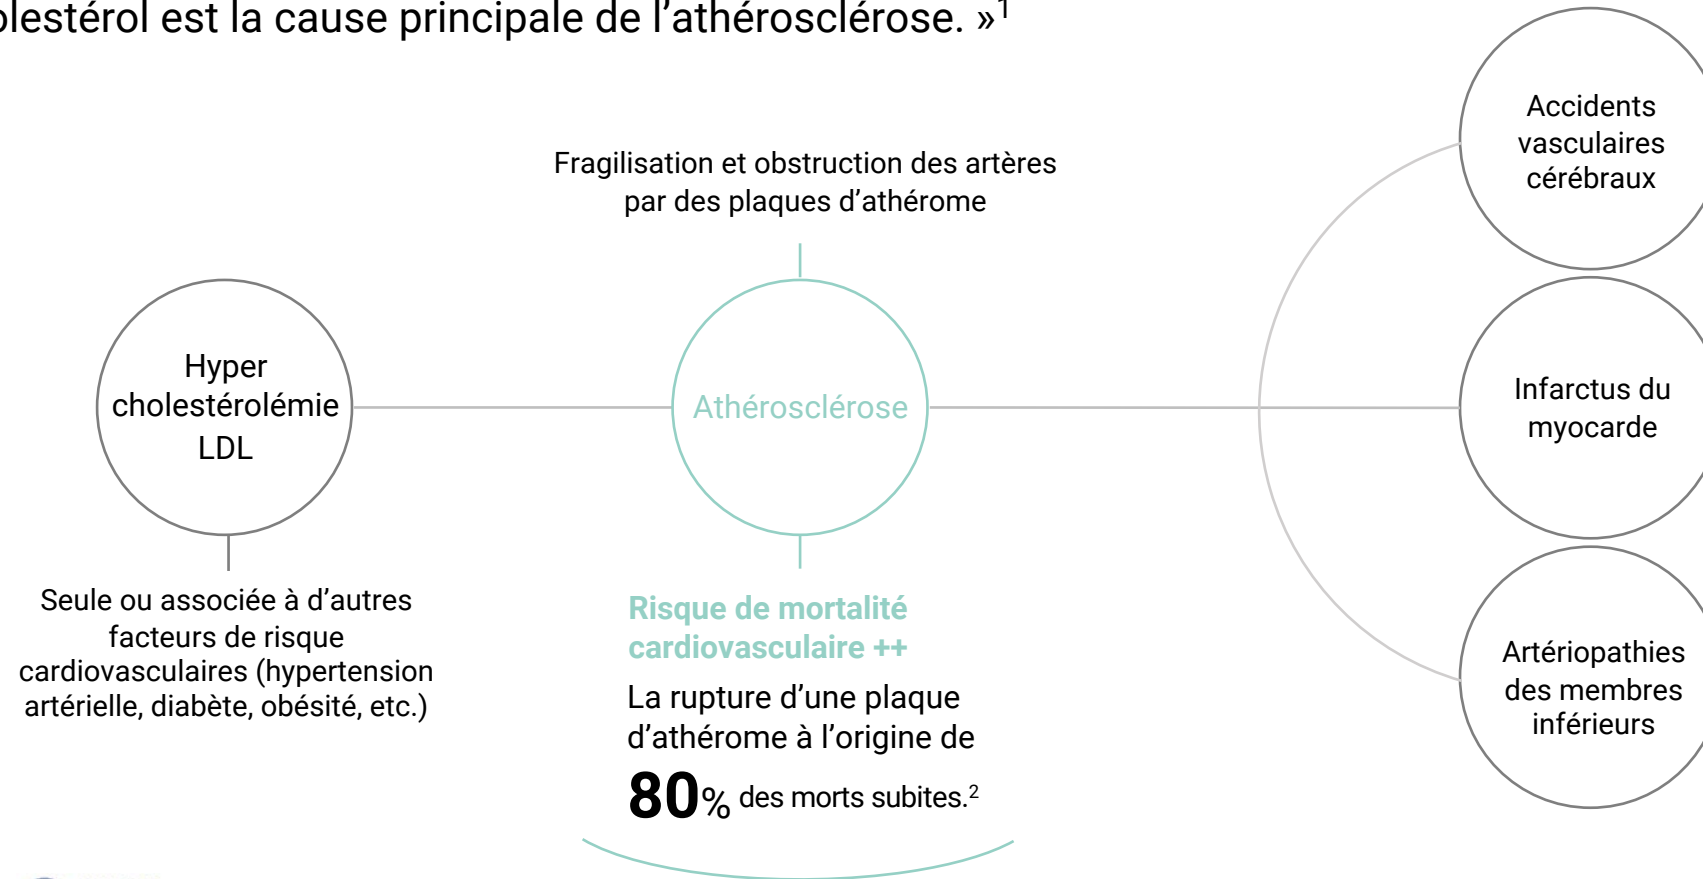 olestérol est la cause principale de l'athérosclérose. »1
Fragilisation et obstruction des artères
par des plaques d'athérome
Hyper
cholestérolémie
LDL
Seule ou associée à d'autres
facteurs de risque
cardiovasculaires (hypertension
artérielle, diabète, obésité, etc.)
Athérosclérose
Risque de mortalité
cardiovasculaire ++
La rupture d'une plaque
d'athérome à l'origine de
80% des morts subites.2
Accidents
vasculaires
cérébraux
Infarctus du
myocarde
Artériopathies
des membres
inférieurs